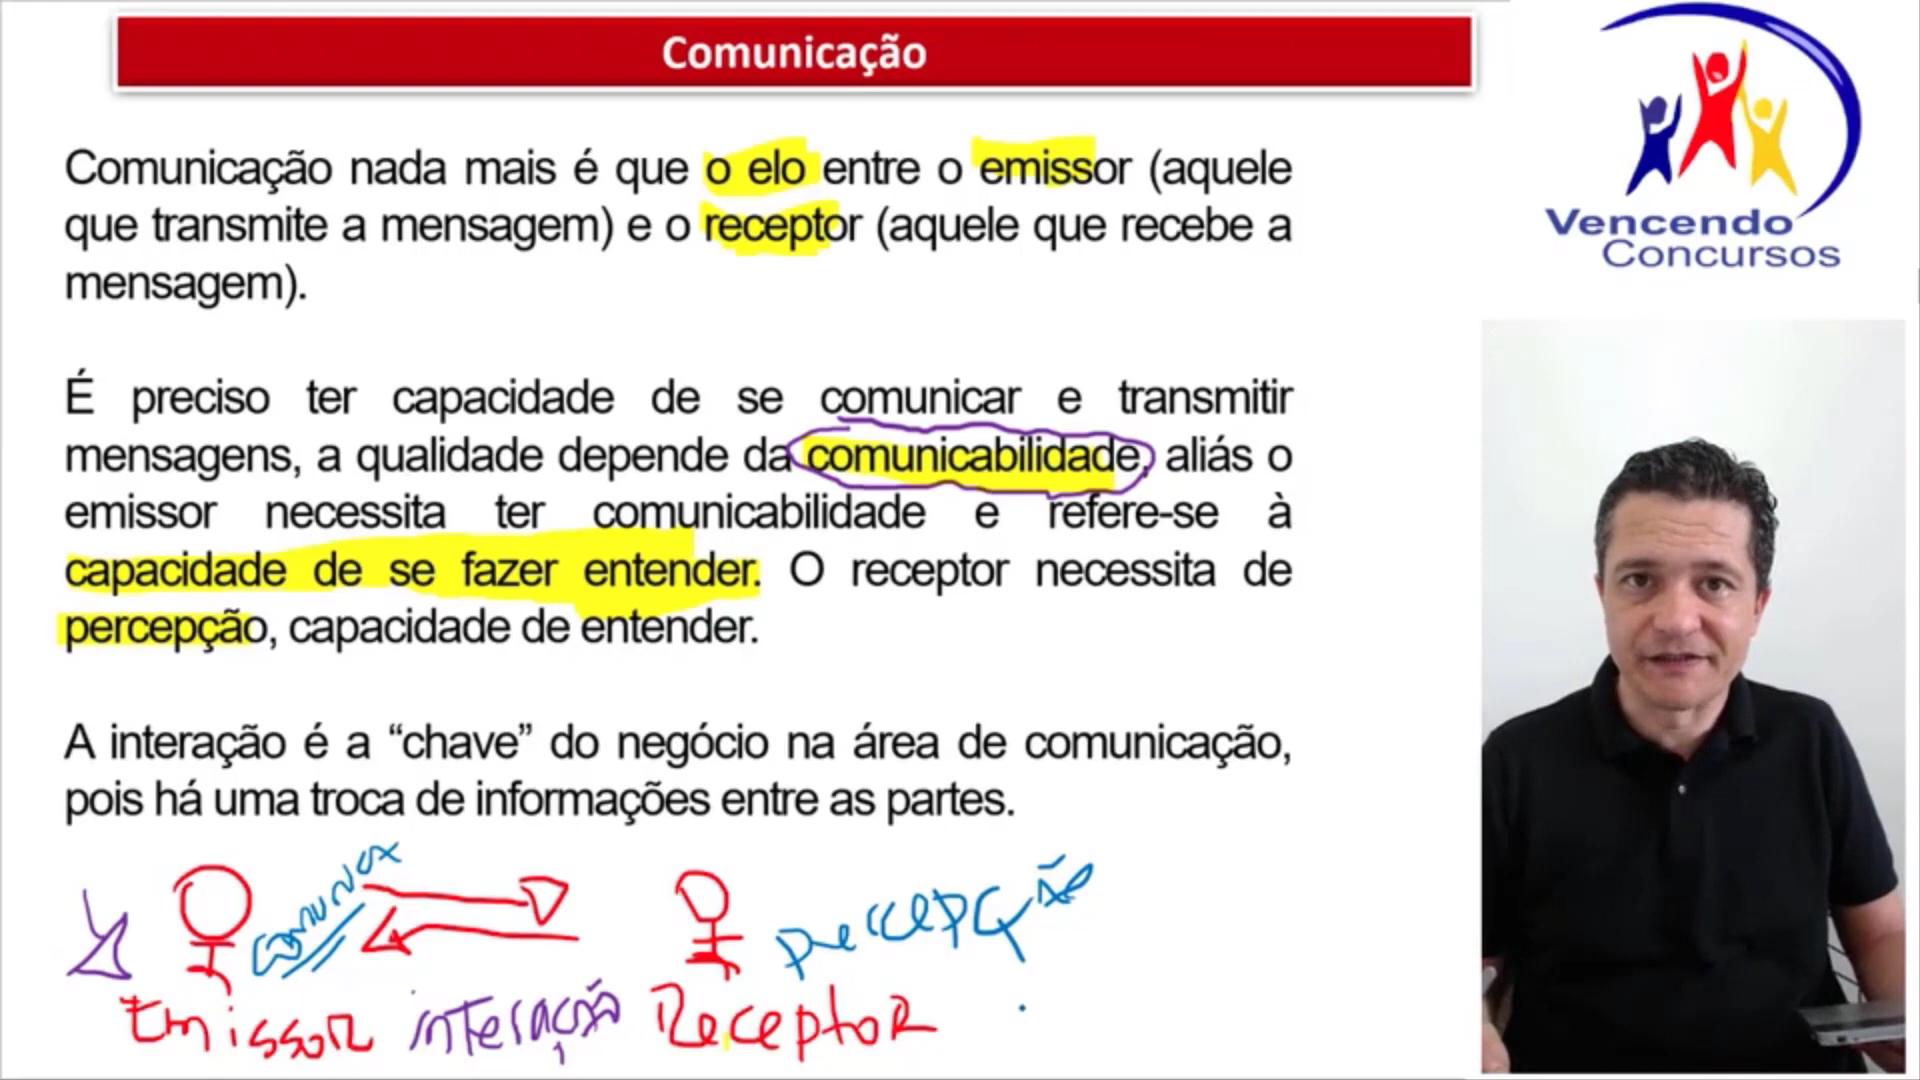 Comunicação
Comunicação nada mais é que o elo entre o emissor (aquele
que transmite a mensagem) e o receptor (aquele que recebe a
mensagem).
É preciso ter capacidade de se comunicar e transmitir
mensagens, a qualidade depende da comunicabilidade, aliás o
emissor necessita ter comunicabilidade e refere-se à
capacidade de se fazer entender. O receptor necessita de
percepção, capacidade de entender.
A interação é a “chave” do negócio na área de comunicação,
pois há uma troca de informações entre as partes.
percepção
Emissor interação Receptor
Vencendo
Concursos